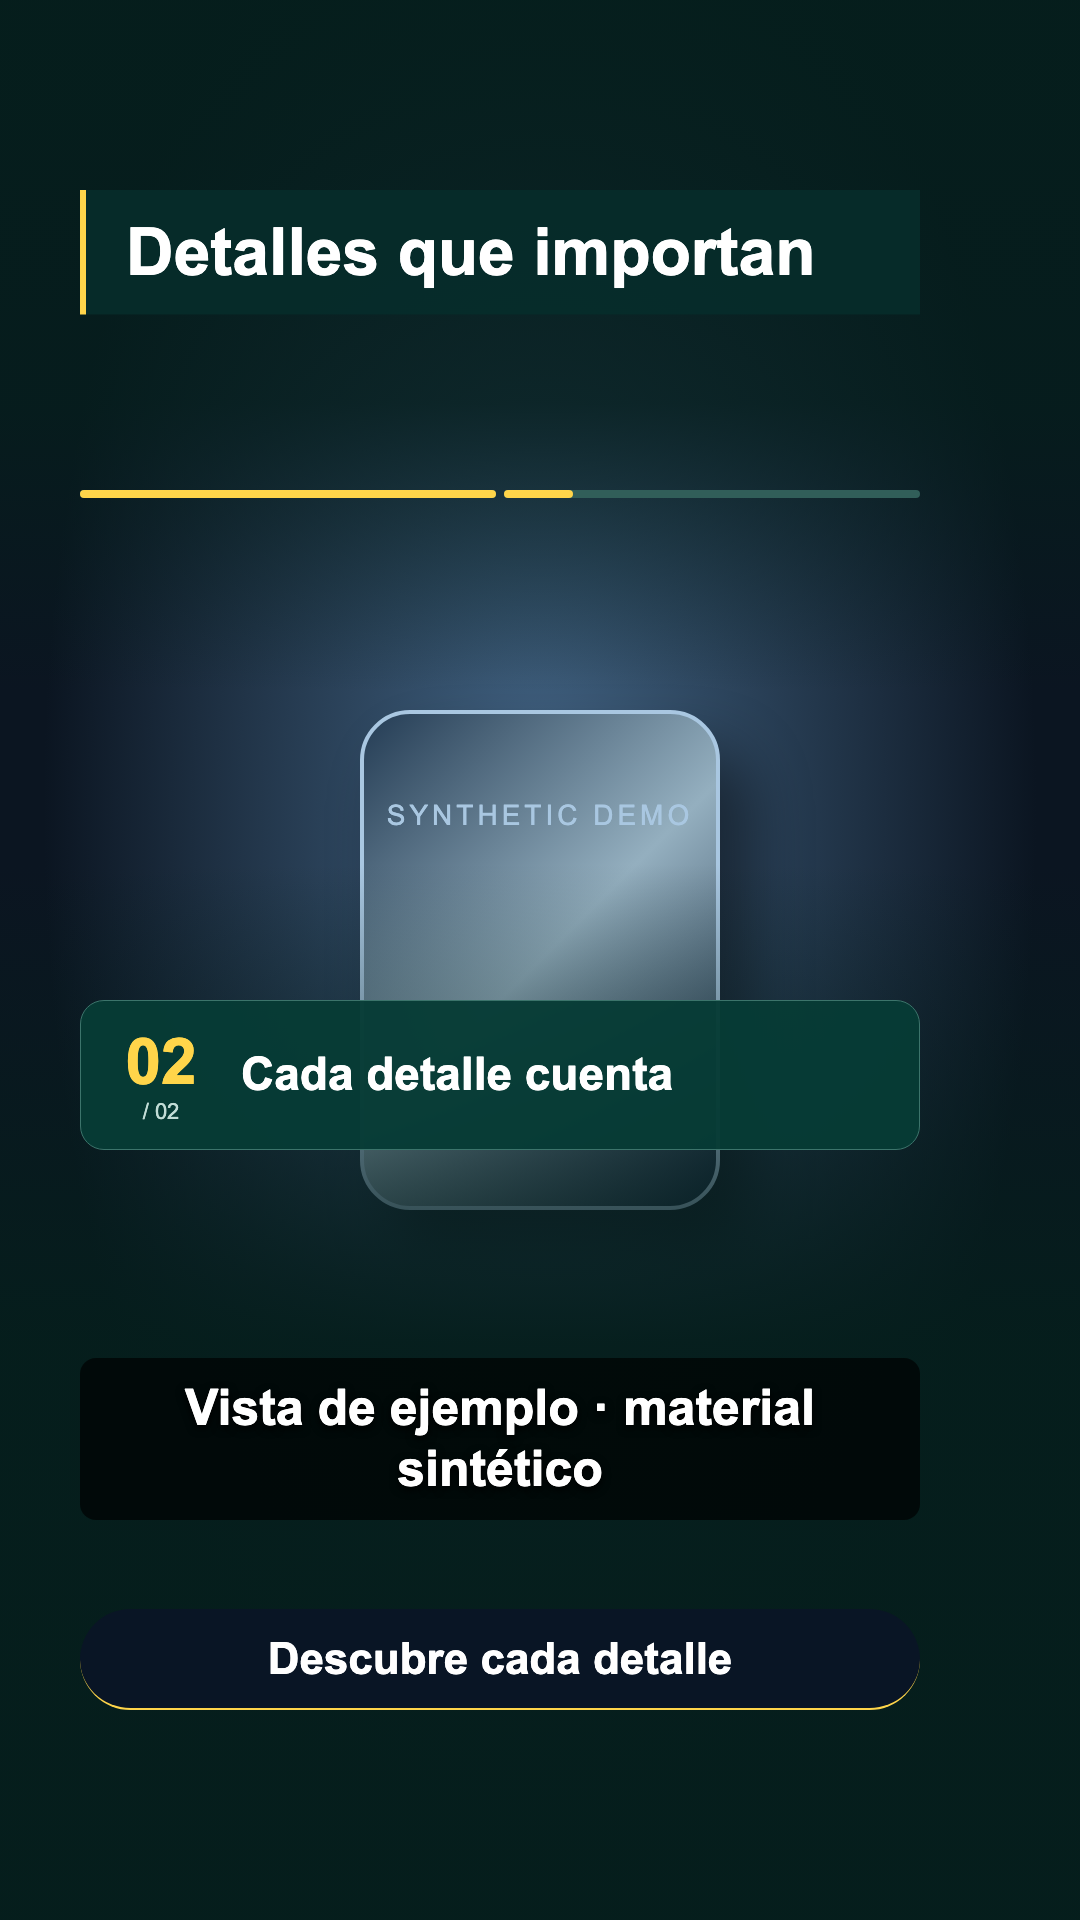 Detalles que importan
SYNTHETIC DEMO
02
/ 02
Cada detalle cuenta
Vista de ejemplo · material
sintético
Descubre cada detalle